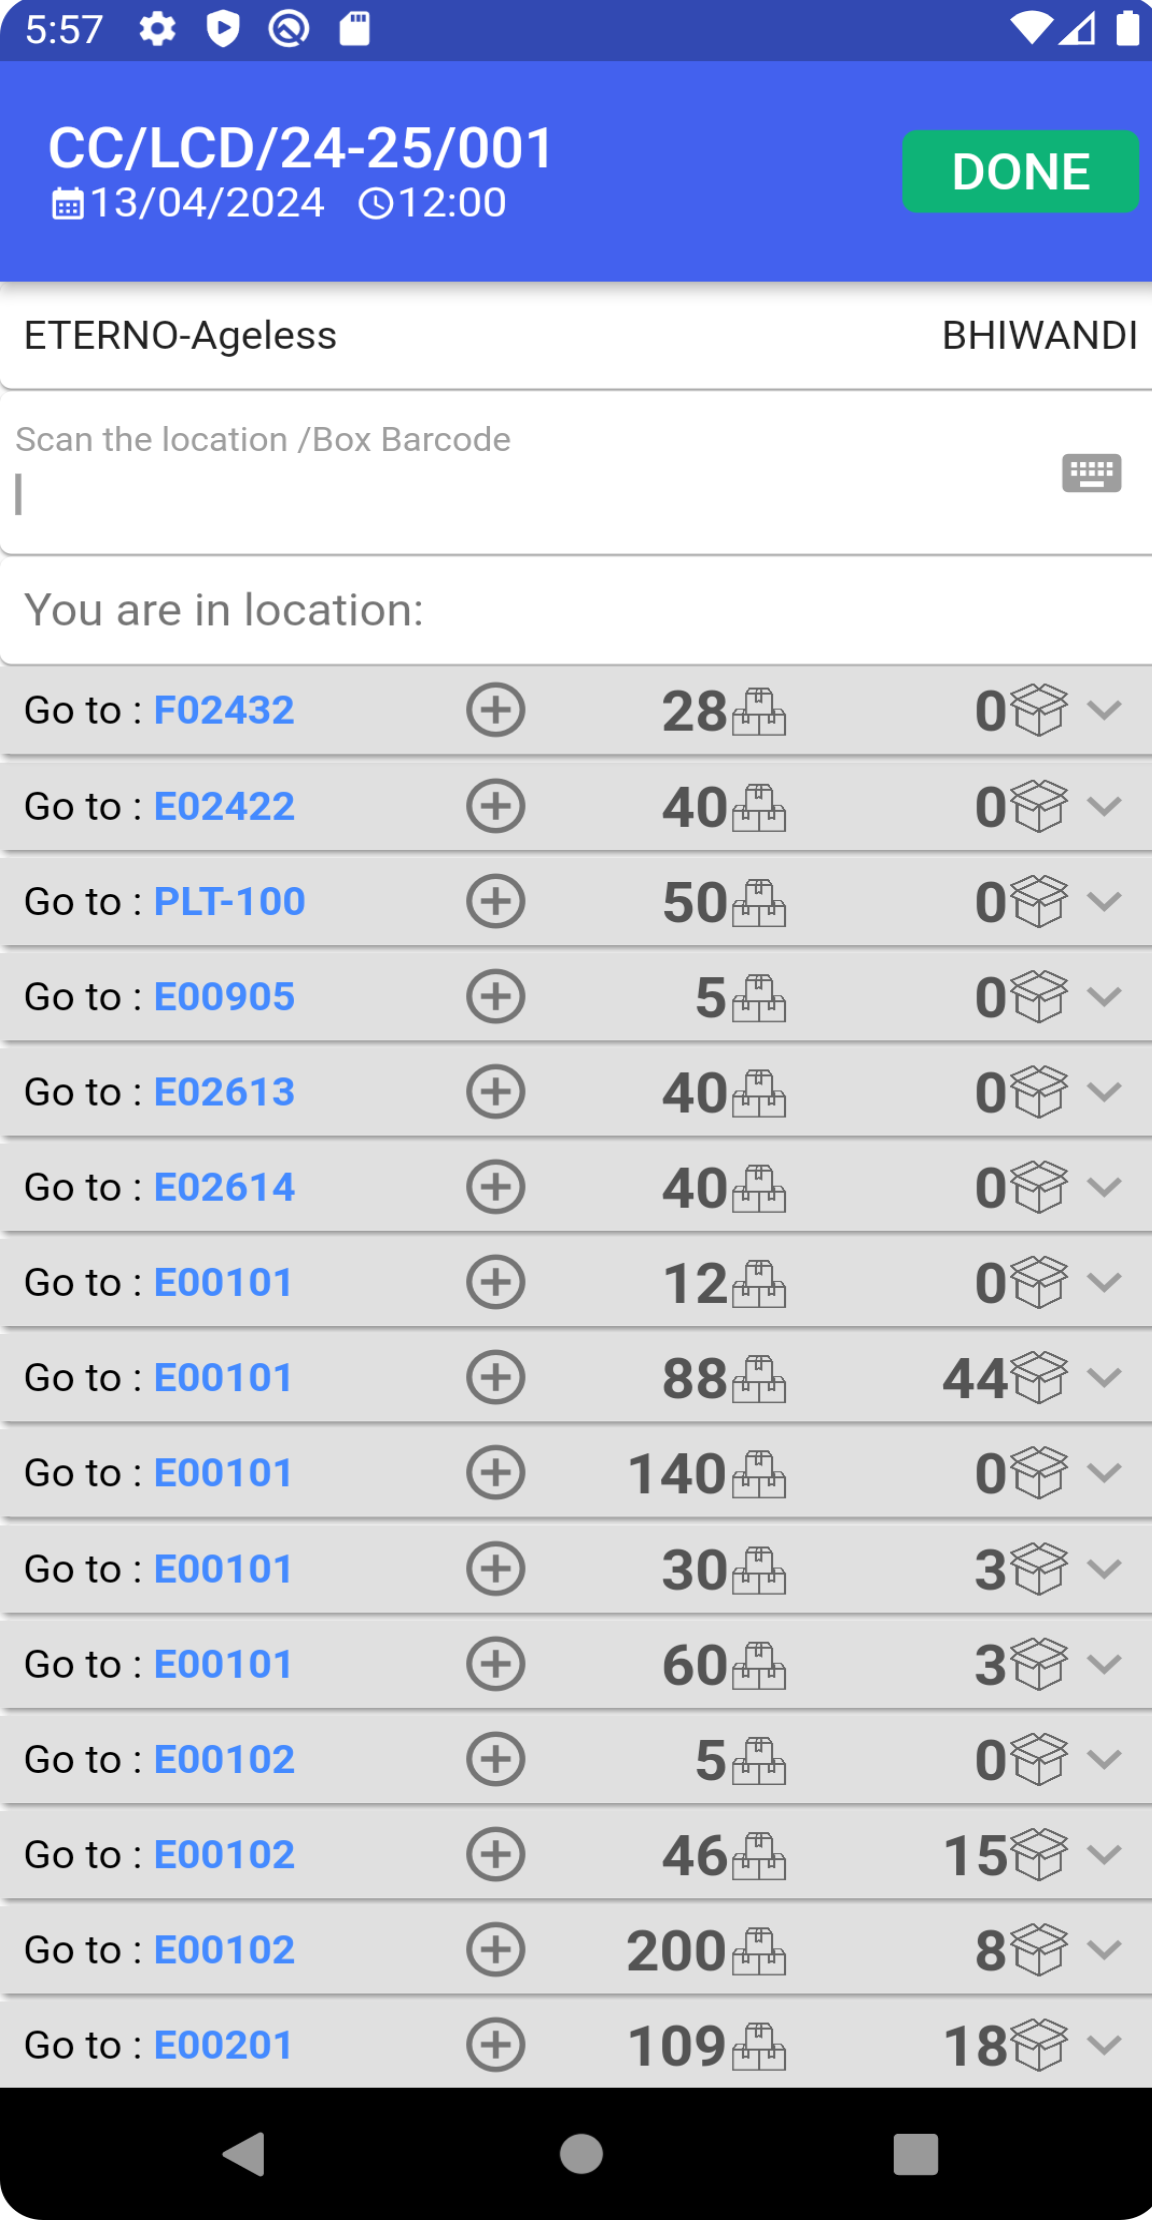 5:57
CC/LCD/24-25/001
13/04/2024 12:00
DONE
ETERNO-Ageless BHIWANDI
Scan the location /Box Barcode
You are in location:
Go to : F02432 28 0
Go to : E02422 40 0
Go to : PLT-100 50 0
Go to : E00905 5 0
Go to : E02613 40 0
Go to : E02614 40 0
Go to : E00101 12 0
Go to : E00101 88 44
Go to : E00101 140 0
Go to : E00101 30 3
Go to : E00101 60 3
Go to : E00102 5 0
Go to : E00102 46 15
Go to : E00102 200 8
Go to : E00201 109 18